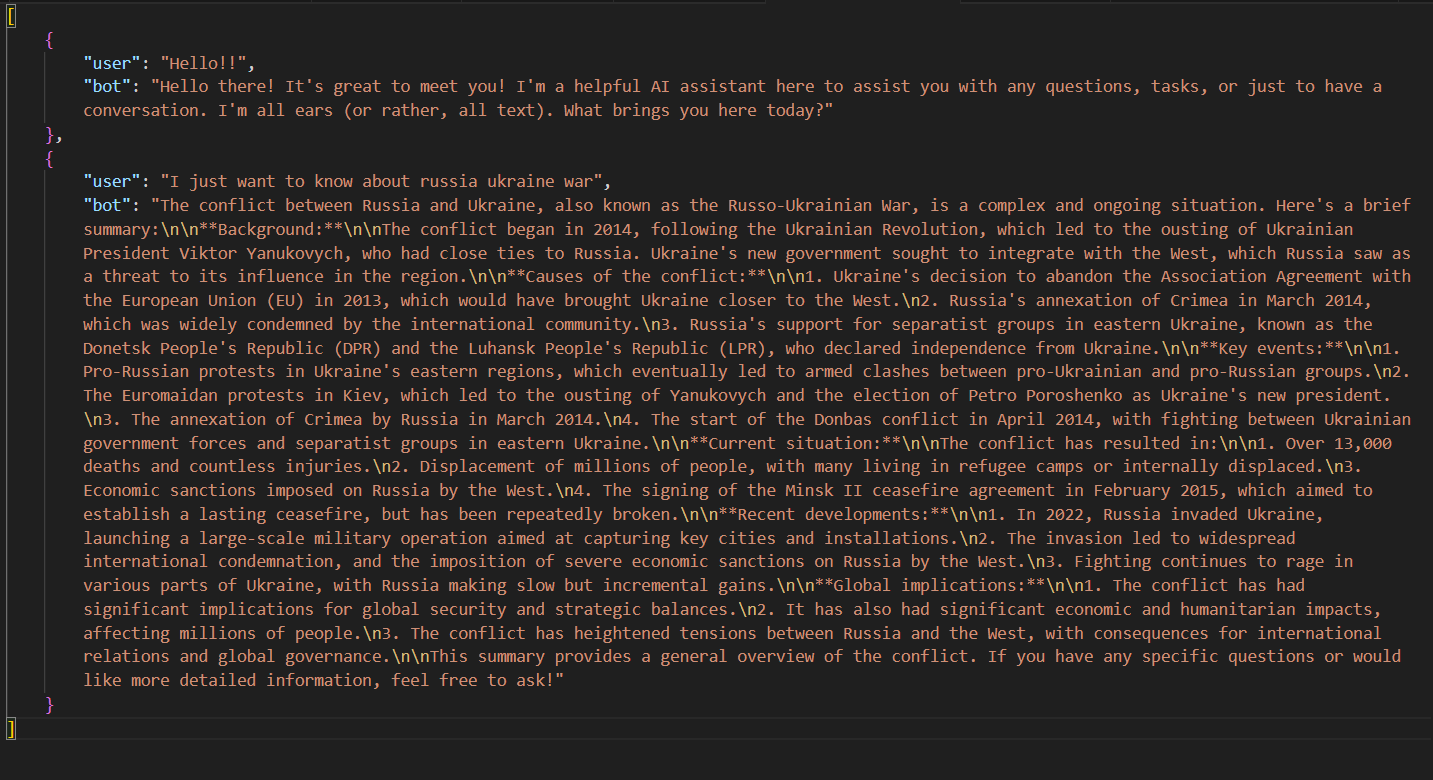 [
{
"user": "Hello!!",
"bot": "Hello there! It's great to meet you! I'm a helpful AI assistant here to assist you with any questions, tasks, or just to have a
conversation. I'm all ears (or rather, all text). What brings you here today?"
},
{
"user": "I just want to know about russia ukraine war",
"bot": "The conflict between Russia and Ukraine, also known as the Russo-Ukrainian War, is a complex and ongoing situation. Here's a brief
summary:\n\n**Background:**\n\nThe conflict began in 2014, following the Ukrainian Revolution, which led to the ousting of Ukrainian
President Viktor Yanukovych, who had close ties to Russia. Ukraine's new government sought to integrate with the West, which Russia saw as
a threat to its influence in the region.\n\n**Causes of the conflict:**\n\n1. Ukraine's decision to abandon the Association Agreement with
the European Union (EU) in 2013, which would have brought Ukraine closer to the West.\n2. Russia's annexation of Crimea in March 2014,
which was widely condemned by the international community.\n3. Russia's support for separatist groups in eastern Ukraine, known as the
Donetsk People's Republic (DPR) and the Luhansk People's Republic (LPR), who declared independence from Ukraine.\n\n**Key events:**\n\n1.
Pro-Russian protests in Ukraine's eastern regions, which eventually led to armed clashes between pro-Ukrainian and pro-Russian groups.\n2.
The Euromaidan protests in Kiev, which led to the ousting of Yanukovych and the election of Petro Poroshenko as Ukraine's new president.
\n3. The annexation of Crimea by Russia in March 2014.\n4. The start of the Donbas conflict in April 2014, with fighting between Ukrainian
government forces and separatist groups in eastern Ukraine.\n\n**Current situation:**\n\nThe conflict has resulted in:\n\n1. Over 13,000
deaths and countless injuries.\n2. Displacement of millions of people, with many living in refugee camps or internally displaced.\n3.
Economic sanctions imposed on Russia by the West.\n4. The signing of the Minsk II ceasefire agreement in February 2015, which aimed to
establish a lasting ceasefire, but has been repeatedly broken.\n\n**Recent developments:**\n\n1. In 2022, Russia invaded Ukraine,
launching a large-scale military operation aimed at capturing key cities and installations.\n2. The invasion led to widespread
international condemnation, and the imposition of severe economic sanctions on Russia by the West.\n3. Fighting continues to rage in
various parts of Ukraine, with Russia making slow but incremental gains.\n\n**Global implications:**\n\n1. The conflict has had
significant implications for global security and strategic balances.\n2. It has also had significant economic and humanitarian impacts,
affecting millions of people.\n3. The conflict has heightened tensions between Russia and the West, with consequences for international
relations and global governance.\n\nThis summary provides a general overview of the conflict. If you have any specific questions or would
like more detailed information, feel free to ask!"
}
]